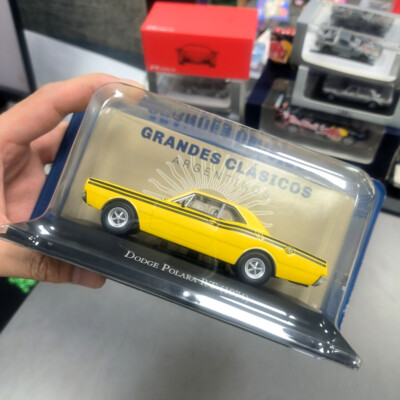 GRANDES CLÁSICOS
ARGENTINOS
DODGE POLARA R/T